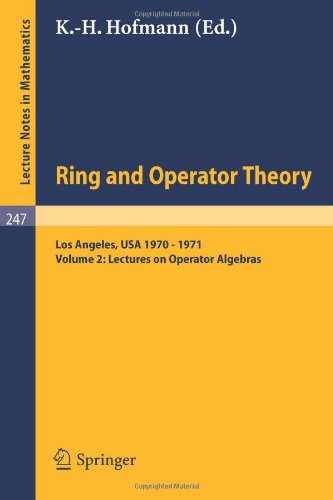 K.-H. Hofmann (Ed.)
Lecture Notes in Mathematics
247
Ring and Operator Theory
Los Angeles, USA 1970 - 1971
Volume 2: Lectures on Operator Algebras
Springer